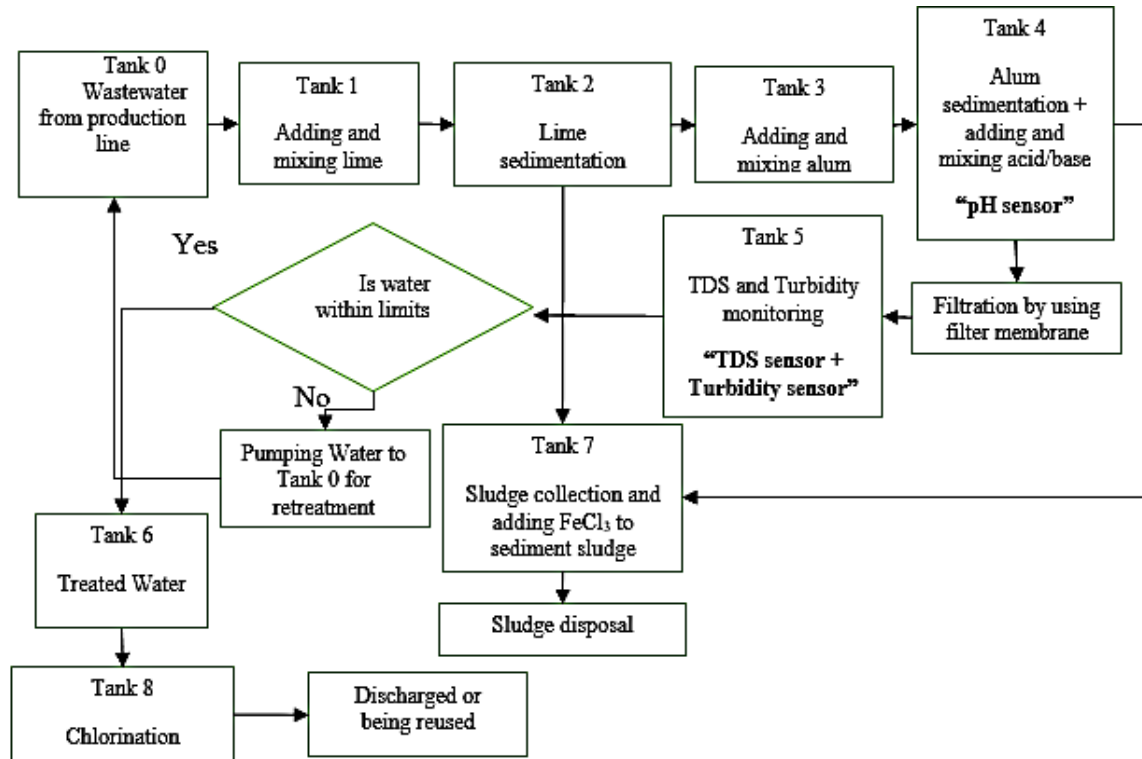 Tank 0
Wastewater
from production
line
Tank 1
Adding and
mixing lime
Tank 2
Lime
sedimentation
Tank 3
Adding and
mixing alum
Tank 4
Alum
sedimentation +
adding and
mixing acid/base
“pH sensor”
Filtration by using
filter membrane
Tank 5
TDS and Turbidity
monitoring
“TDS sensor +
Turbidity sensor”
Is water
within limits
Yes
No
Pumping Water to
Tank 0 for
retreatment
Tank 7
Sludge collection and
adding FeCl₃ to
sediment sludge
Sludge disposal
Tank 6
Treated Water
Tank 8
Chlorination
Discharged or
being reused